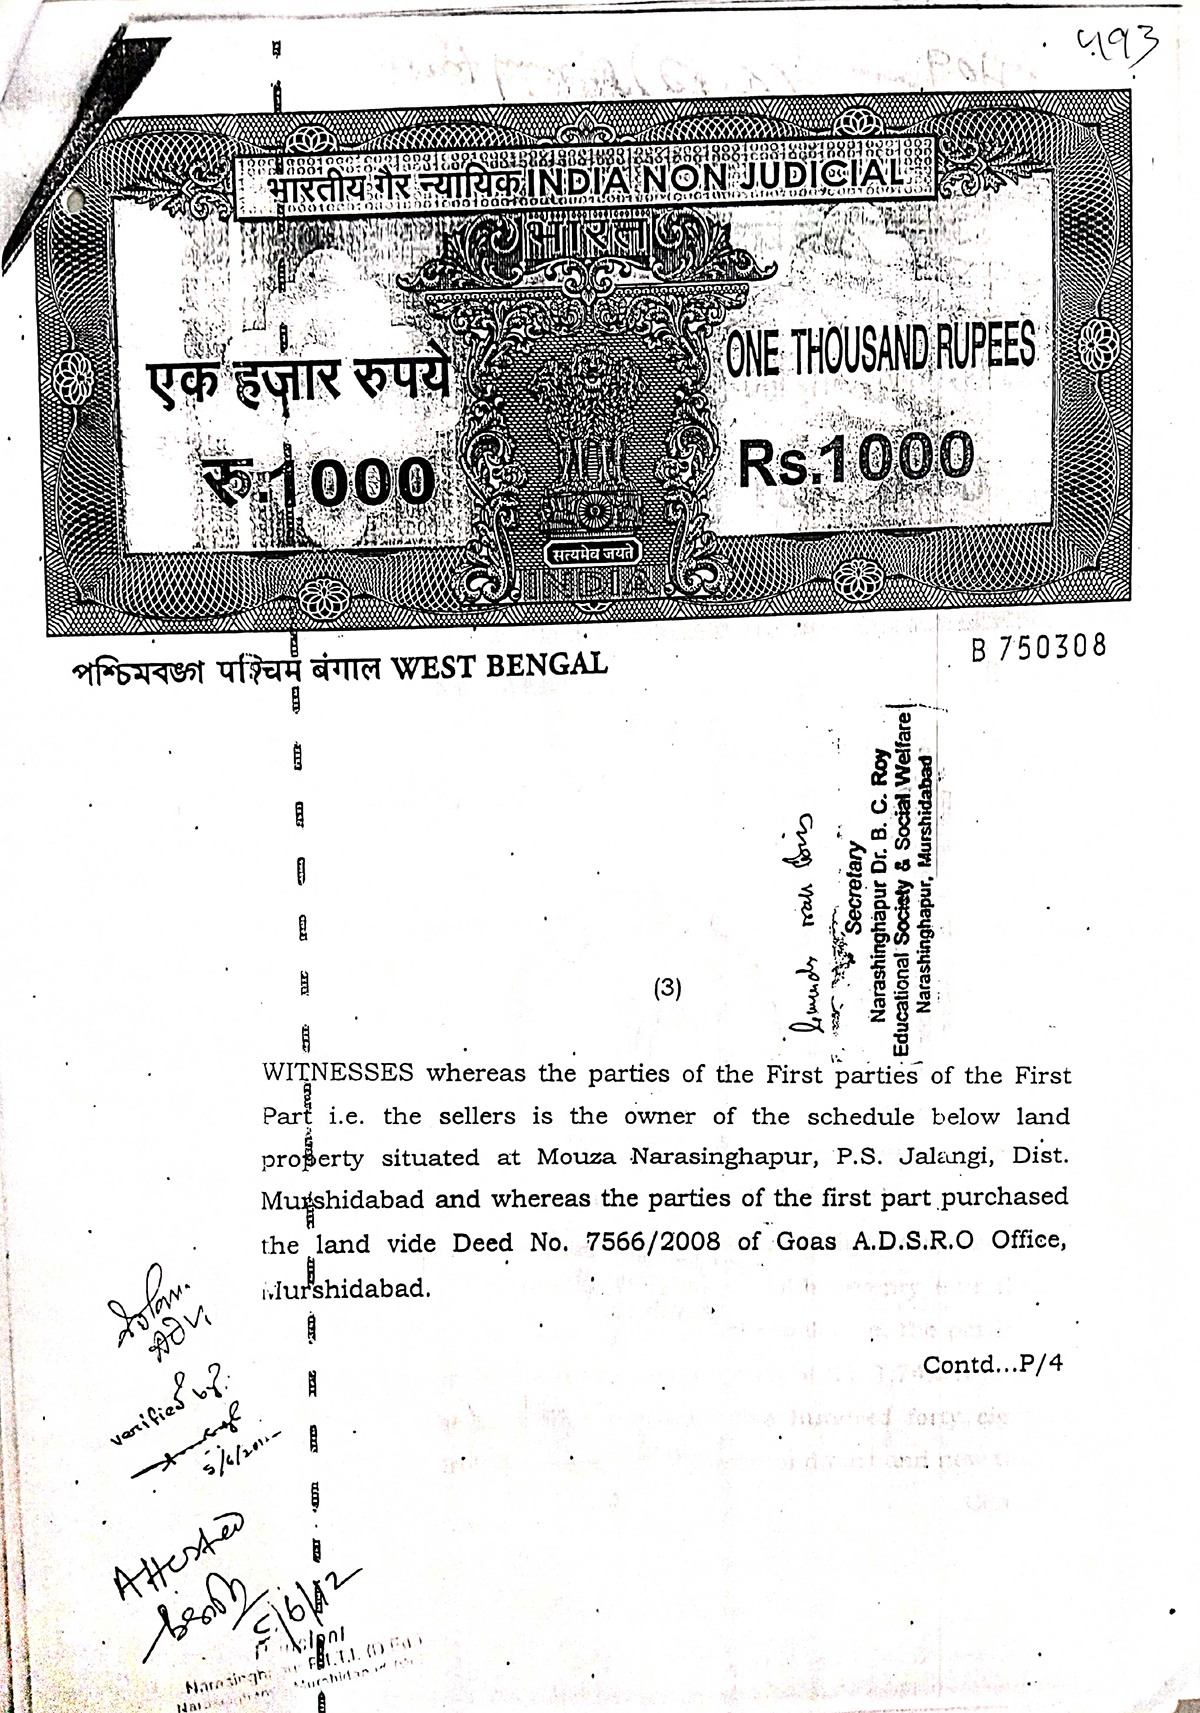 ५१३
भारतीय गैर न्यायिक INDIA NON JUDICIAL
भारत
एक हज़ार रुपये
ONE THOUSAND RUPEES
रु.1000
Rs.1000
सत्यमेव जयते
INDIA
পশ্চিমবঙ্গ पश्चिम बंगाल WEST BENGAL
B 750308
Secretary
Narashinghapur Dr. B. C. Roy
Educational Society & Social Welfare
Narashinghapur, Murshidabad
(3)
WITNESSES whereas the parties of the First parties of the First
Part i.e. the sellers is the owner of the schedule below land
property situated at Mouza Narasinghapur, P.S. Jalangi, Dist.
Murshidabad and whereas the parties of the first part purchased
the land vide Deed No. 7566/2008 of Goas A.D.S.R.O Office,
Murshidabad.
Contd...P/4
Adv.
verified by:
5/6/2012
Attested
5/6/12